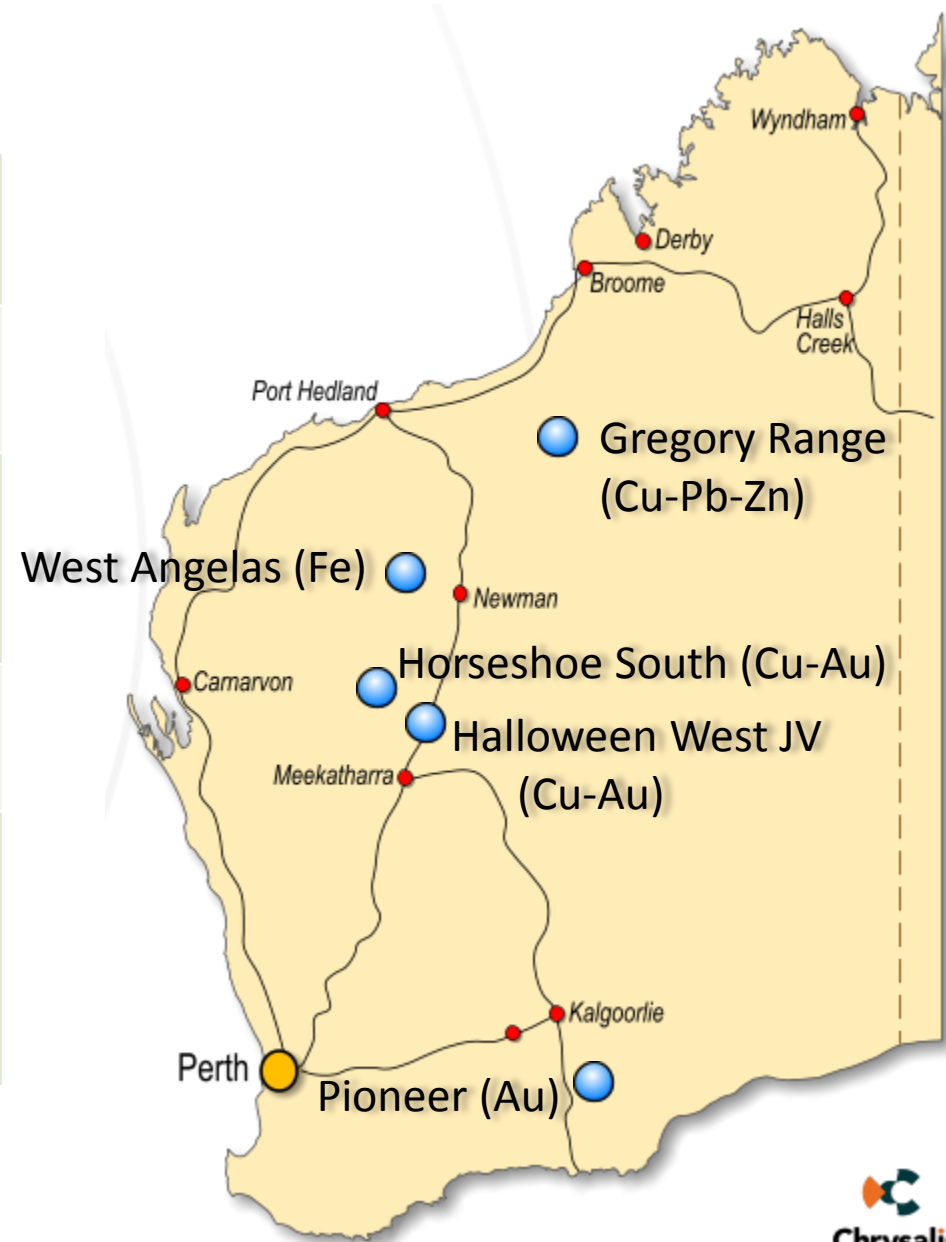 Wyndham
Derby
Broome
Halls
Creek
Port Hedland
Gregory Range
(Cu-Pb-Zn)
West Angelas (Fe)
Newman
Horseshoe South (Cu-Au)
Carnarvon
Halloween West JV
(Cu-Au)
Meekatharra
Kalgoorlie
Perth
Pioneer (Au)